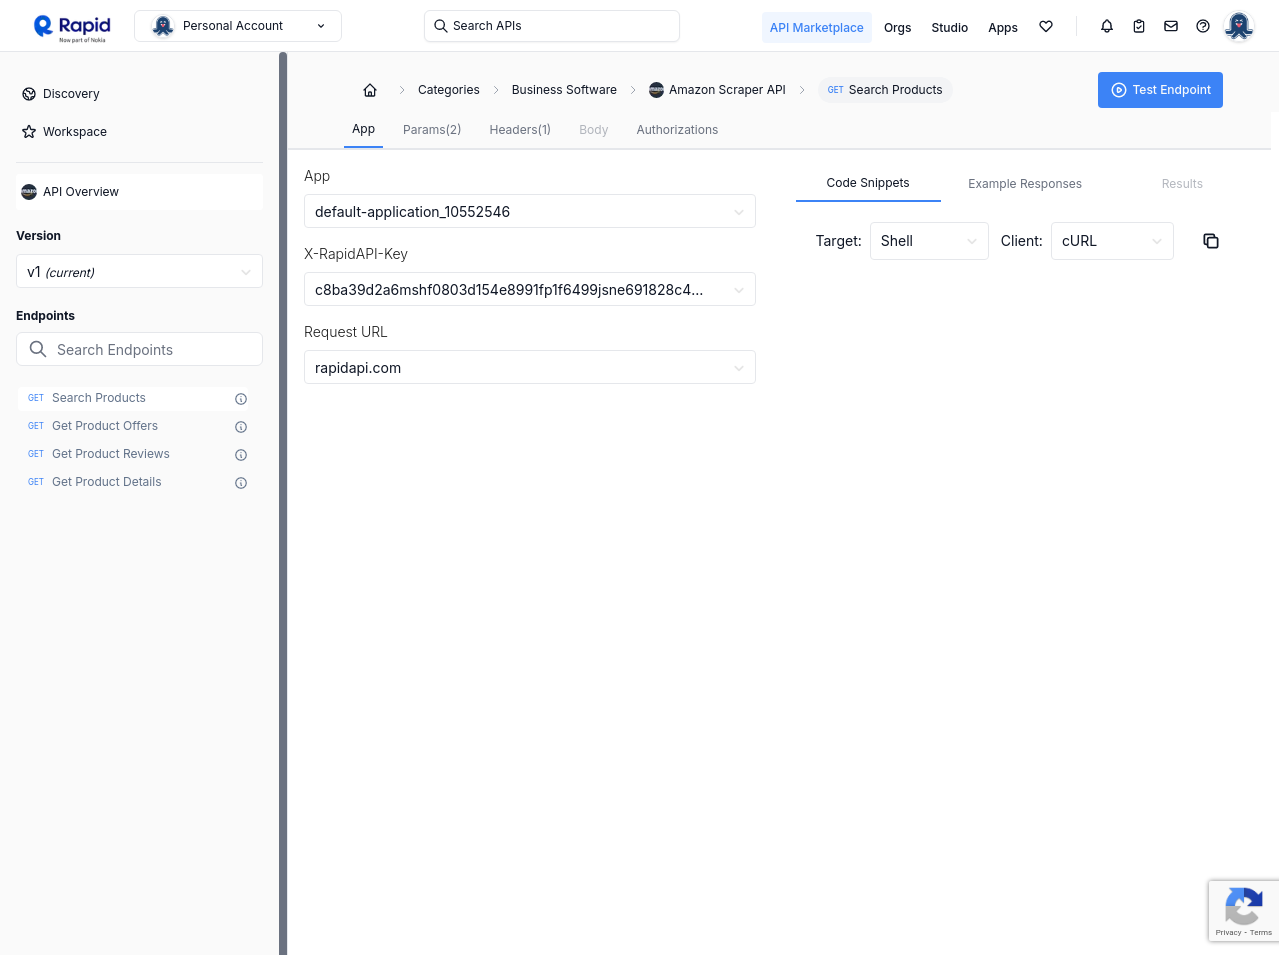 Rapid
Now part of Nokia
Personal Account
Search APIs
API Marketplace
Orgs
Studio
Apps
Discovery
Workspace
API Overview
Version
v1 (current)
Endpoints
Search Endpoints
GET Search Products
GET Get Product Offers
GET Get Product Reviews
GET Get Product Details
Categories
Business Software
Amazon Scraper API
GET Search Products
Test Endpoint
App
Params(2)
Headers(1)
Body
Authorizations
App
default-application_10552546
X-RapidAPI-Key
c8ba39d2a6mshf0803d154e8991fp1f6499jsne691828c4...
Request URL
rapidapi.com
Code Snippets
Example Responses
Results
Target:
Shell
Client:
cURL
Privacy - Terms